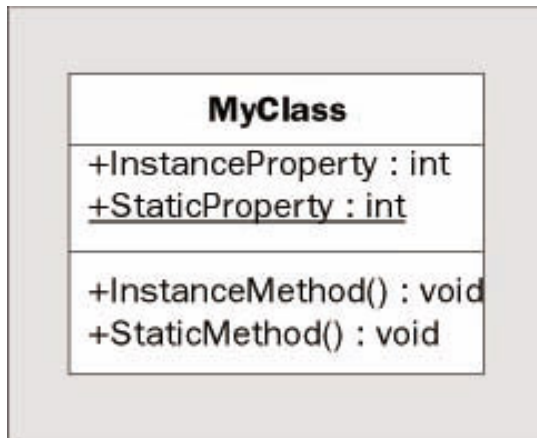 MyClass
+InstanceProperty : int
+StaticProperty : int
+InstanceMethod() : void
+StaticMethod() : void